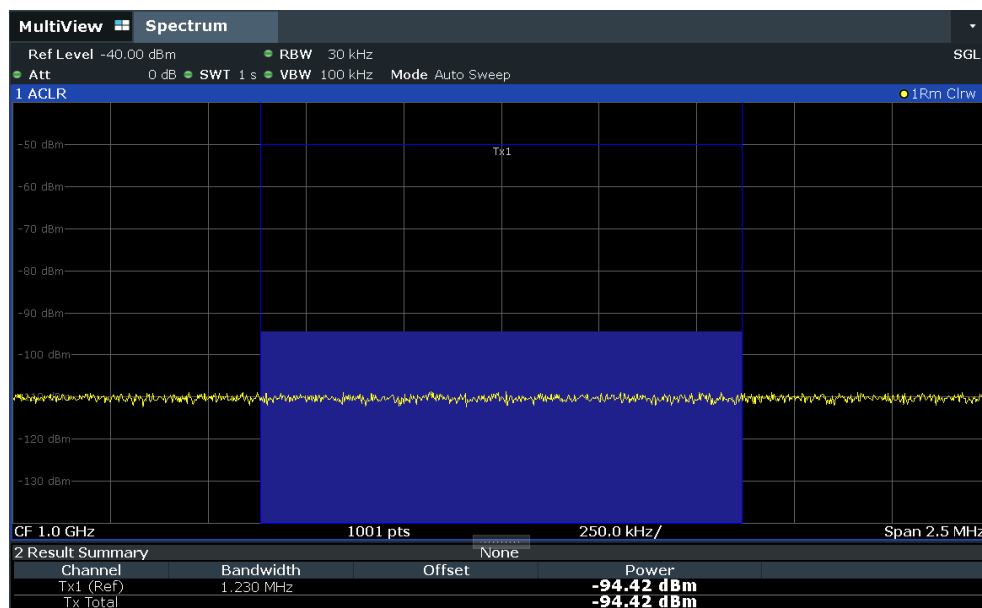 MultiView Spectrum
Ref Level -40.00 dBm RBW 30 kHz SGL
Att 0 dB SWT 1 s VBW 100 kHz Mode Auto Sweep
1 ACLR 1Rm Clrw
-50 dBm
Tx1
-60 dBm
-70 dBm
-80 dBm
-90 dBm
-100 dBm
-120 dBm
-130 dBm
CF 1.0 GHz 1001 pts 250.0 kHz/ Span 2.5 MHz
2 Result Summary None
Channel Bandwidth Offset Power
Tx1 (Ref) 1.230 MHz -94.42 dBm
Tx Total -94.42 dBm